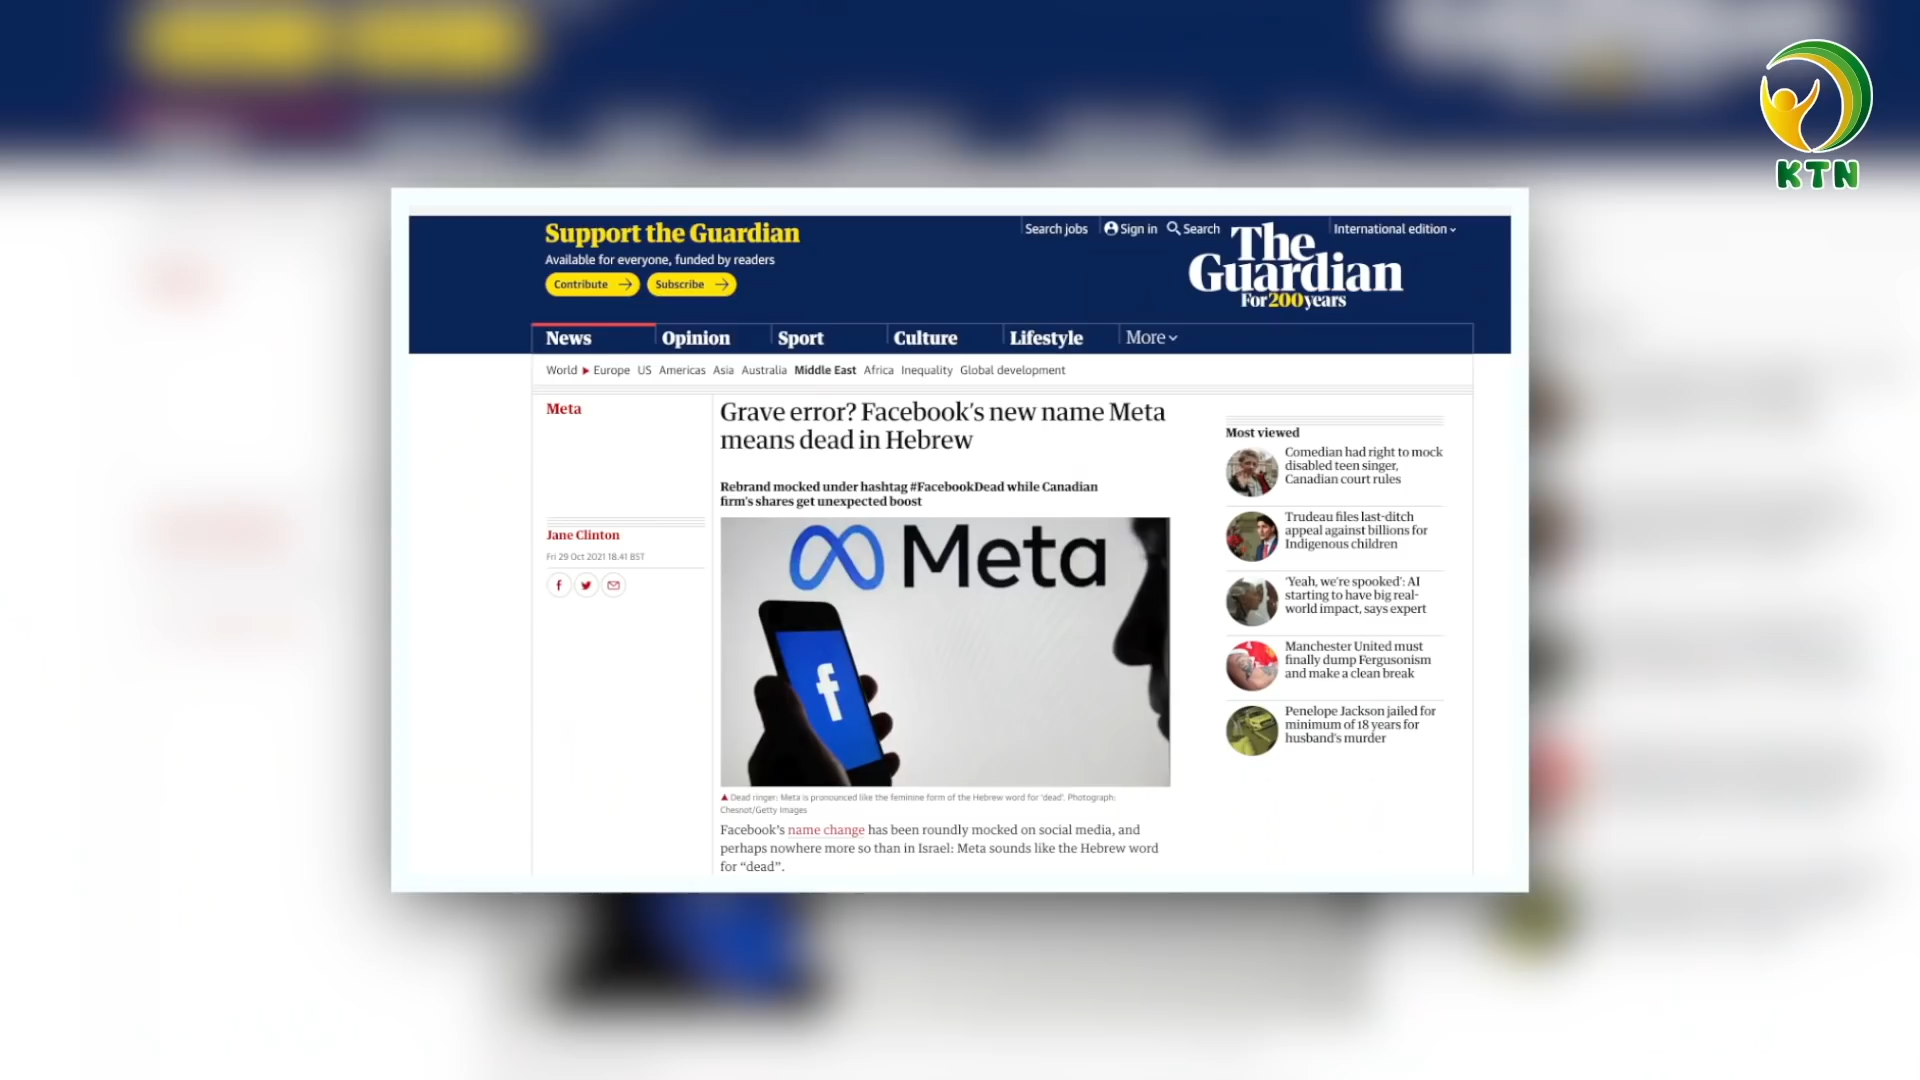 KTN
Support the Guardian
Available for everyone, funded by readers
Contribute
Subscribe
Search jobs
Sign in
Search
International edition
The
Guardian
For 200 years
News
Opinion
Sport
Culture
Lifestyle
More
World
Europe
US
Americas
Asia
Australia
Middle East
Africa
Inequality
Global development
Meta
Grave error? Facebook's new name Meta
means dead in Hebrew
Rebrand mocked under hashtag #FacebookDead while Canadian
firm's shares get unexpected boost
Jane Clinton
Fri 29 Oct 2021 18.41 BST
Meta
Dead ringer: Meta is pronounced like the feminine form of the Hebrew word for 'dead'. Photograph:
Chesnot/Getty Images
Facebook's name change has been roundly mocked on social media, and
perhaps nowhere more so than in Israel: Meta sounds like the Hebrew word
for “dead”.
Most viewed
Comedian had right to mock
disabled teen singer,
Canadian court rules
Trudeau files last-ditch
appeal against billions for
Indigenous children
‘Yeah, we’re spooked’: AI
starting to have big real-
world impact, says expert
Manchester United must
finally dump Fergusonism
and make a clean break
Penelope Jackson jailed for
minimum of 18 years for
husband's murder